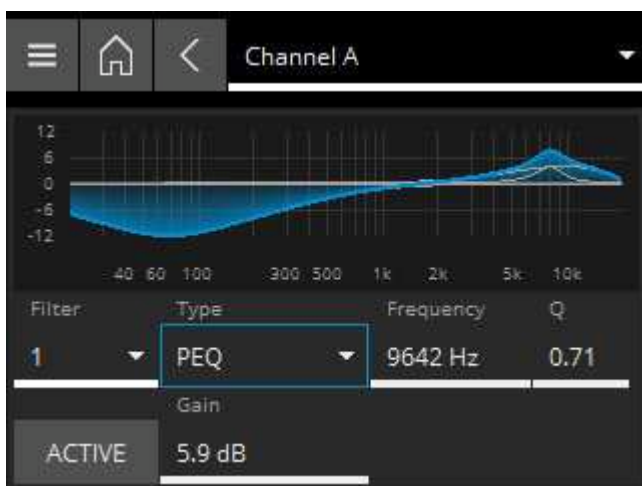 Channel A
12
6
0
-6
-12
40 60 100 300 500 1k 2k 5k 10k
Filter Type Frequency Q
1 PEQ 9642 Hz 0.71
Gain
ACTIVE 5.9 dB